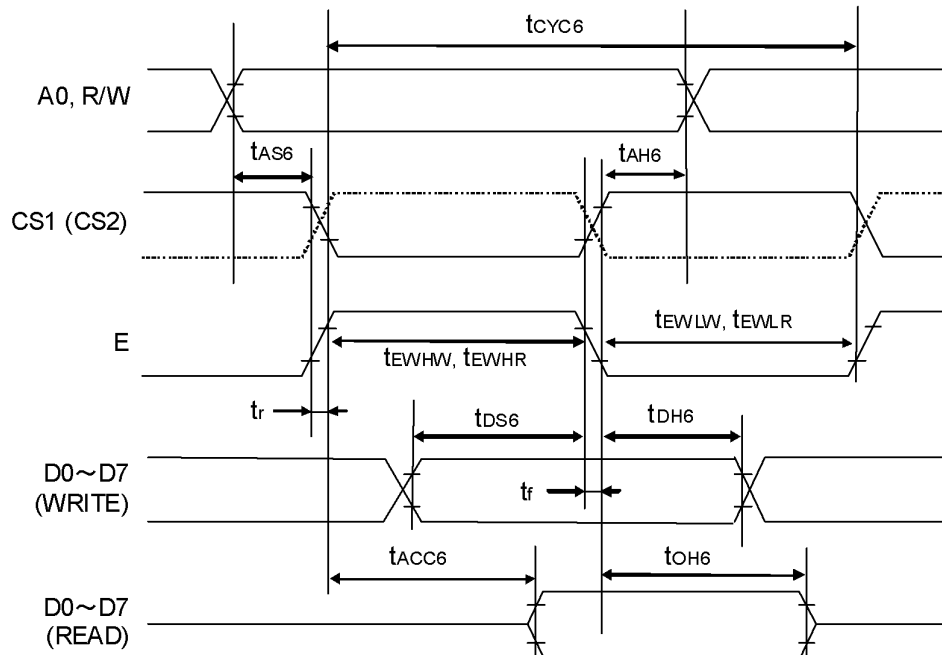 tCYC6
A0, R/W
tAS6
tAH6
CS1 (CS2)
tEWLW, tEWLR
E
tEWHW, tEWHR
tr
tDS6
tDH6
D0～D7
(WRITE)
tf
tACC6
tOH6
D0～D7
(READ)